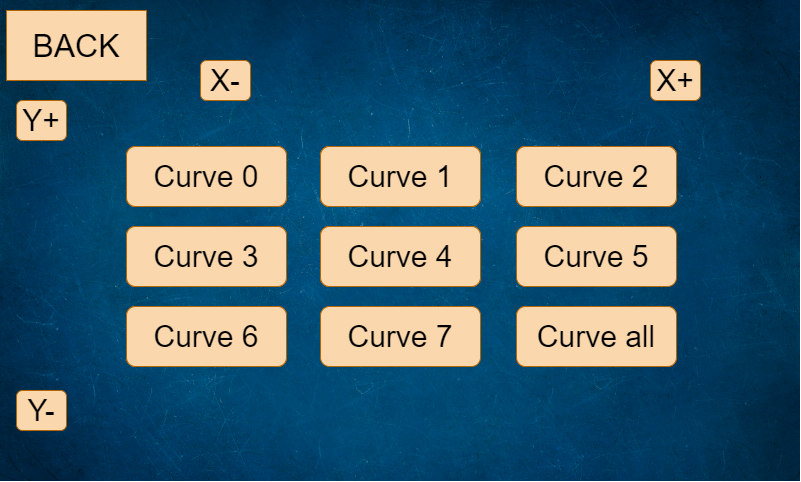 BACK
X-
X+
Y+
Curve 0
Curve 1
Curve 2
Curve 3
Curve 4
Curve 5
Curve 6
Curve 7
Curve all
Y-